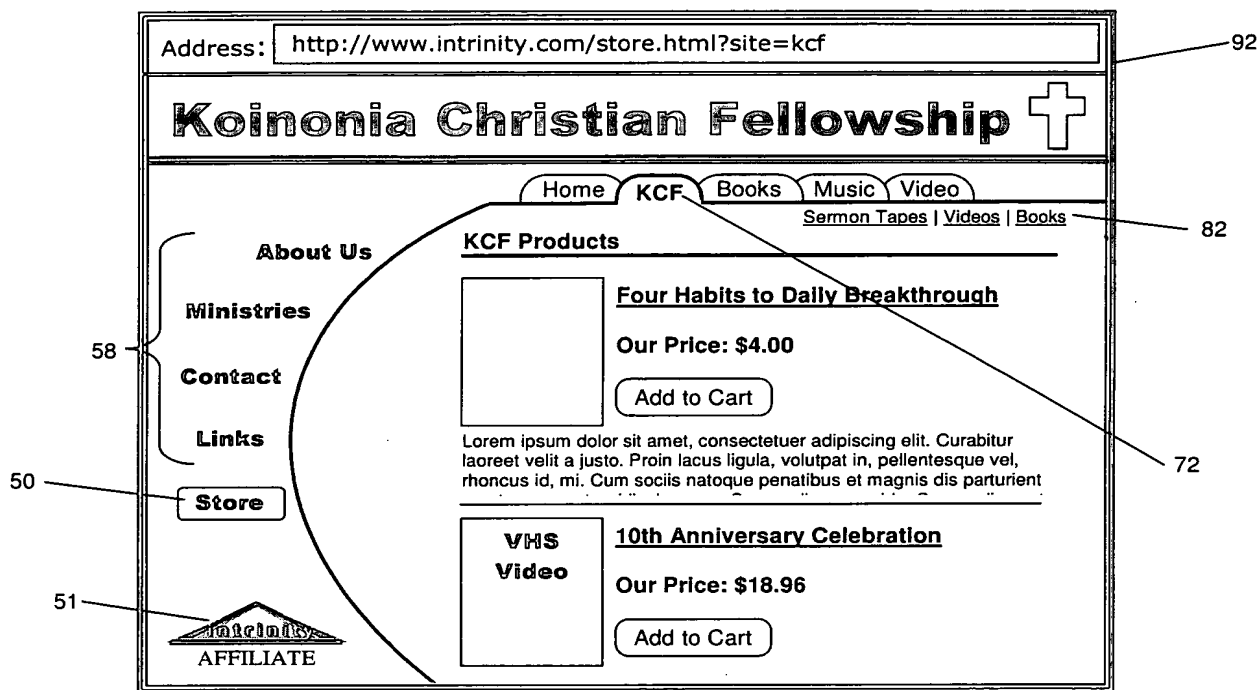 Address: http://www.intrinity.com/store.html?site=kcf
92
Koinonia Christian Fellowship
Home KCF Books Music Video
Sermon Tapes | Videos | Books
82
KCF Products
58
About Us
Ministries
Contact
Links
50
Store
51
intrinity
AFFILIATE
Four Habits to Daily Breakthrough
Our Price: $4.00
Add to Cart
72
Lorem ipsum dolor sit amet, consectetuer adipiscing elit. Curabitur
laoreet velit a justo. Proin lacus ligula, volutpat in, pellentesque vel,
rhoncus id, mi. Cum sociis natoque penatibus et magnis dis parturient
VHS
Video
10th Anniversary Celebration
Our Price: $18.96
Add to Cart